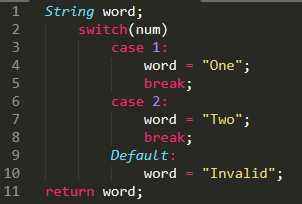 1 String word;
2 switch(num)
3 case 1:
4 word = "One";
5 break;
6 case 2:
7 word = "Two";
8 break;
9 Default:
10 word = "Invalid";
11 return word;